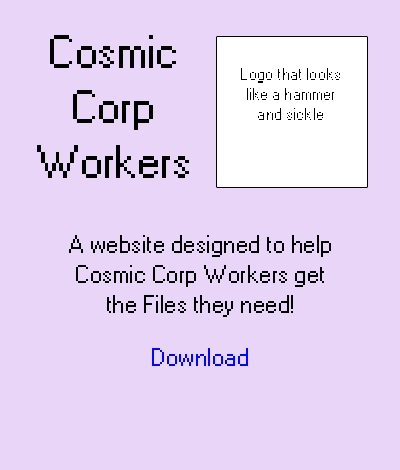 Cosmic
Corp
Workers
Logo that looks
like a hammer
and sickle
A website designed to help
Cosmic Corp Workers get
the Files they need!
Download